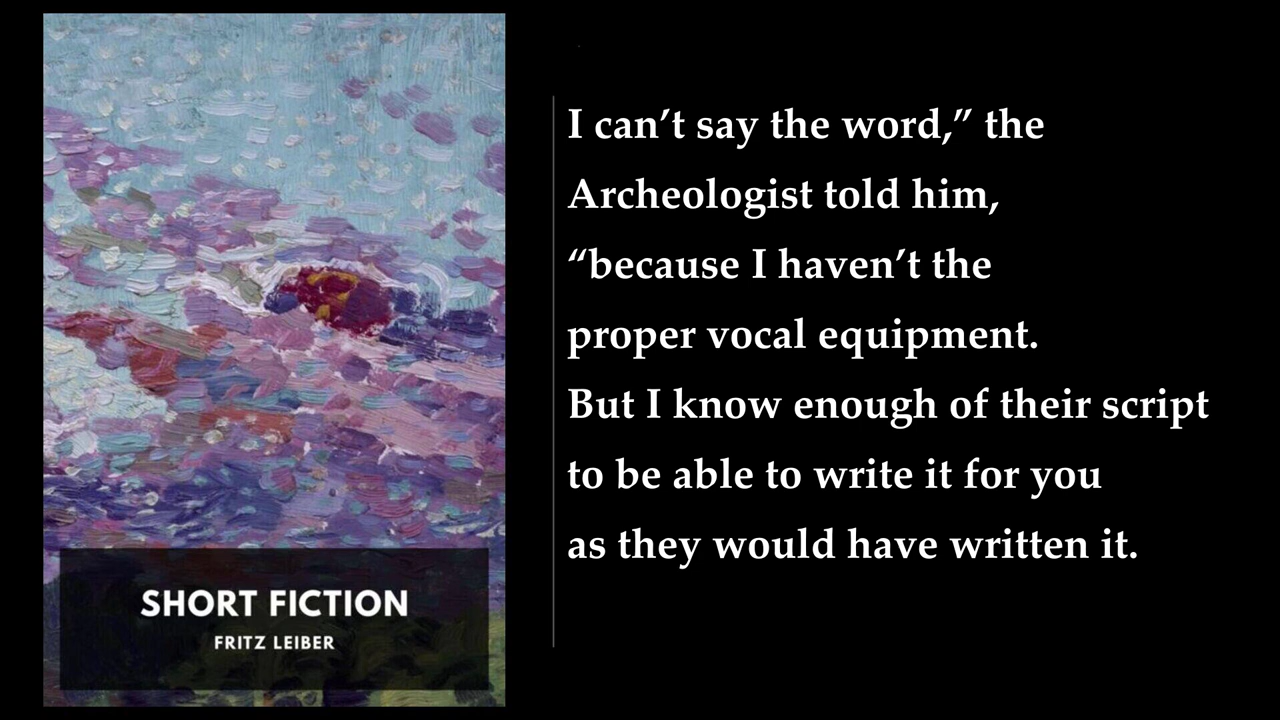 SHORT FICTION
FRITZ LEIBER
I can’t say the word,” the
Archeologist told him,
“because I haven’t the
proper vocal equipment.
But I know enough of their script
to be able to write it for you
as they would have written it.